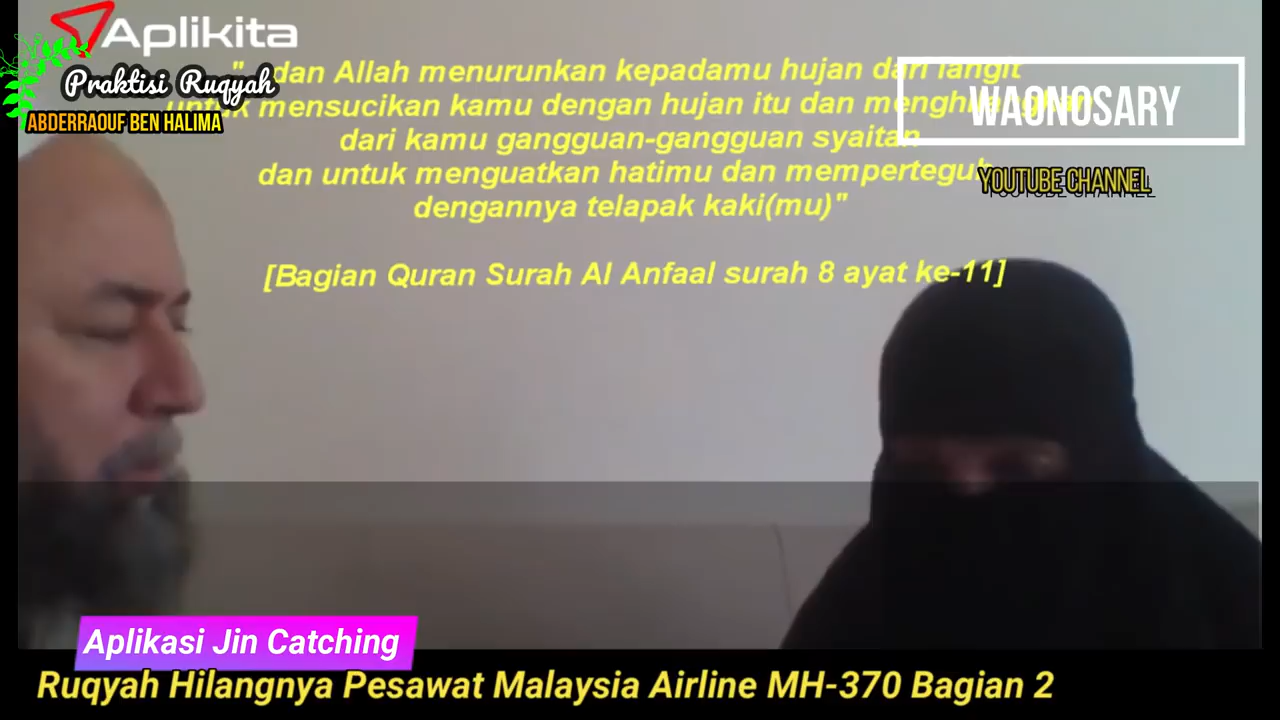 Aplikita
Praktisi Ruqyah
ABDERRAOUF BEN HALIMA
dan Allah menurunkan kepadamu hujan dari langit
untuk mensucikan kamu dengan hujan itu dan menghilangkan
dari kamu gangguan-gangguan syaitan
dan untuk menguatkan hatimu dan memperteguh
dengannya telapak kaki(mu)"
[Bagian Quran Surah Al Anfaal surah 8 ayat ke-11]
WAONOSARY
YOUTUBE CHANNEL
Aplikasi Jin Catching
Ruqyah Hilangnya Pesawat Malaysia Airline MH-370 Bagian 2